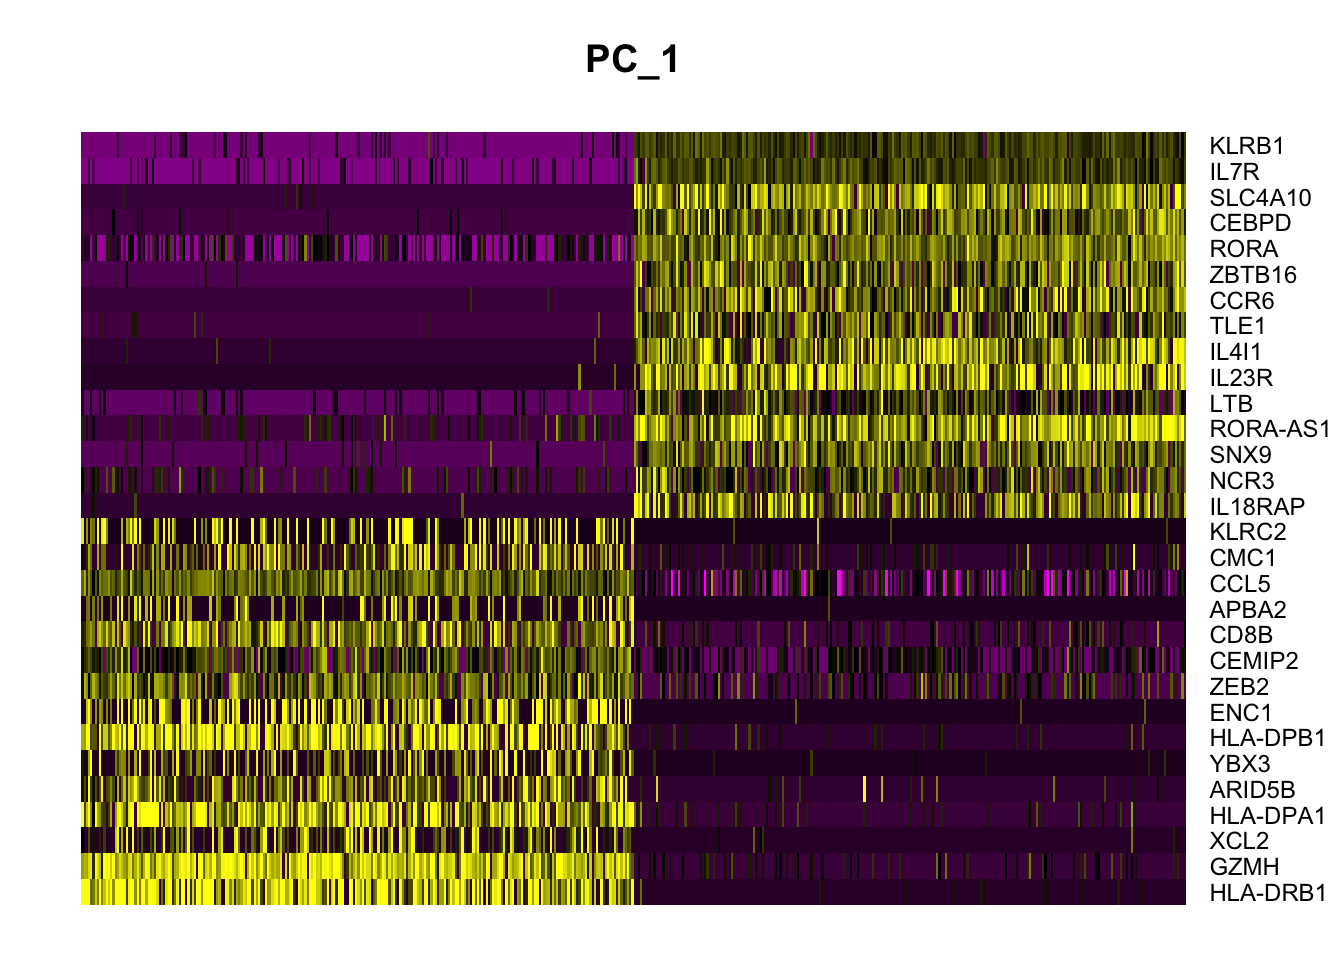 PC_1
KLRB1
IL7R
SLC4A10
CEBPD
RORA
ZBTB16
CCR6
TLE1
IL4I1
IL23R
LTB
RORA-AS1
SNX9
NCR3
IL18RAP
KLRC2
CMC1
CCL5
APBA2
CD8B
CEMIP2
ZEB2
ENC1
HLA-DPB1
YBX3
ARID5B
HLA-DPA1
XCL2
GZMH
HLA-DRB1